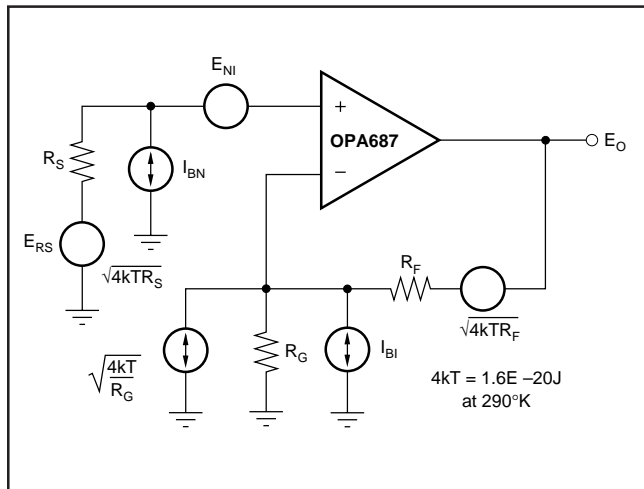 E_NI
+
OPA687
−
E_O
R_S
I_BN
E_RS
√4kTR_S
R_F
√4kTR_F
√4kT/R_G
R_G
I_BI
4kT = 1.6E –20J
at 290°K